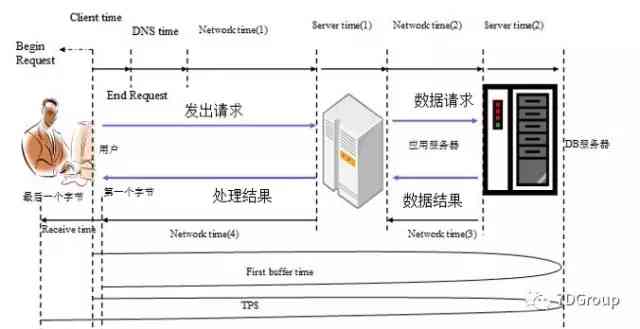 Client time
DNS time
Network time(1)
Server time(1)
Network time(2)
Server time(2)
Begin
Request
End Request
发出请求
数据请求
用户
应用服务器
DB服务器
处理结果
数据结果
最后一个字节
第一个字节
Receive time
Network time(4)
Network time(3)
First buffer time
TPS
TDGroup